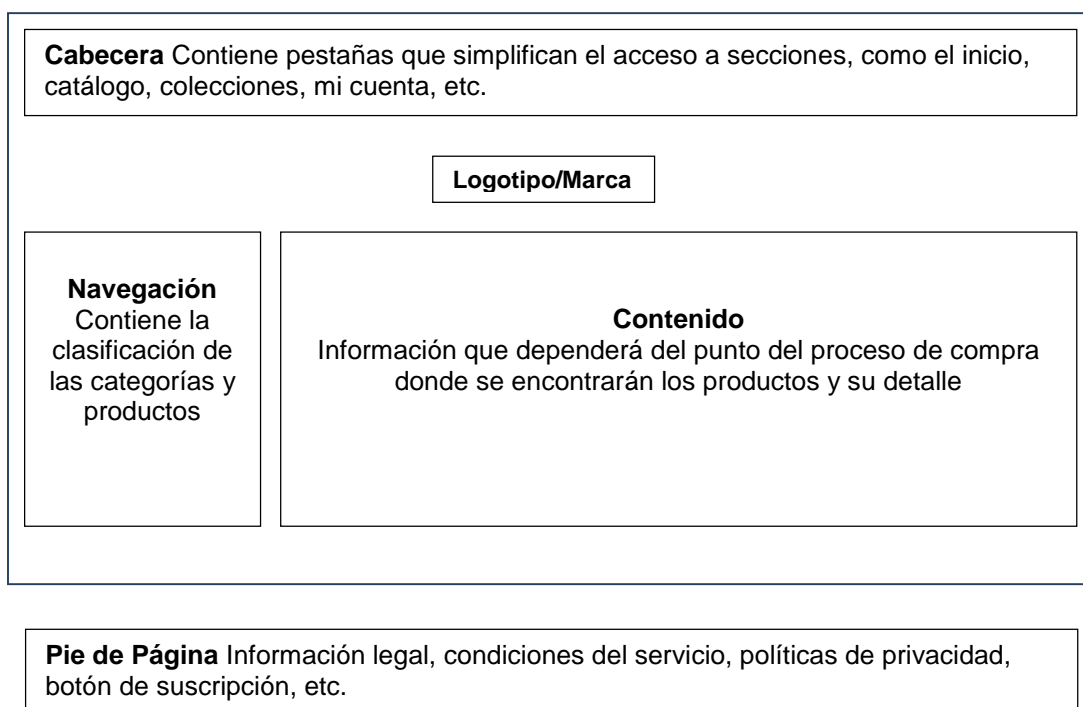 Cabecera Contiene pestañas que simplifican el acceso a secciones, como el inicio,
catálogo, colecciones, mi cuenta, etc.
Logotipo/Marca
Navegación
Contiene la
clasificación de
las categorías y
productos
Contenido
Información que dependerá del punto del proceso de compra
donde se encontrarán los productos y su detalle
Pie de Página Información legal, condiciones del servicio, políticas de privacidad,
botón de suscripción, etc.